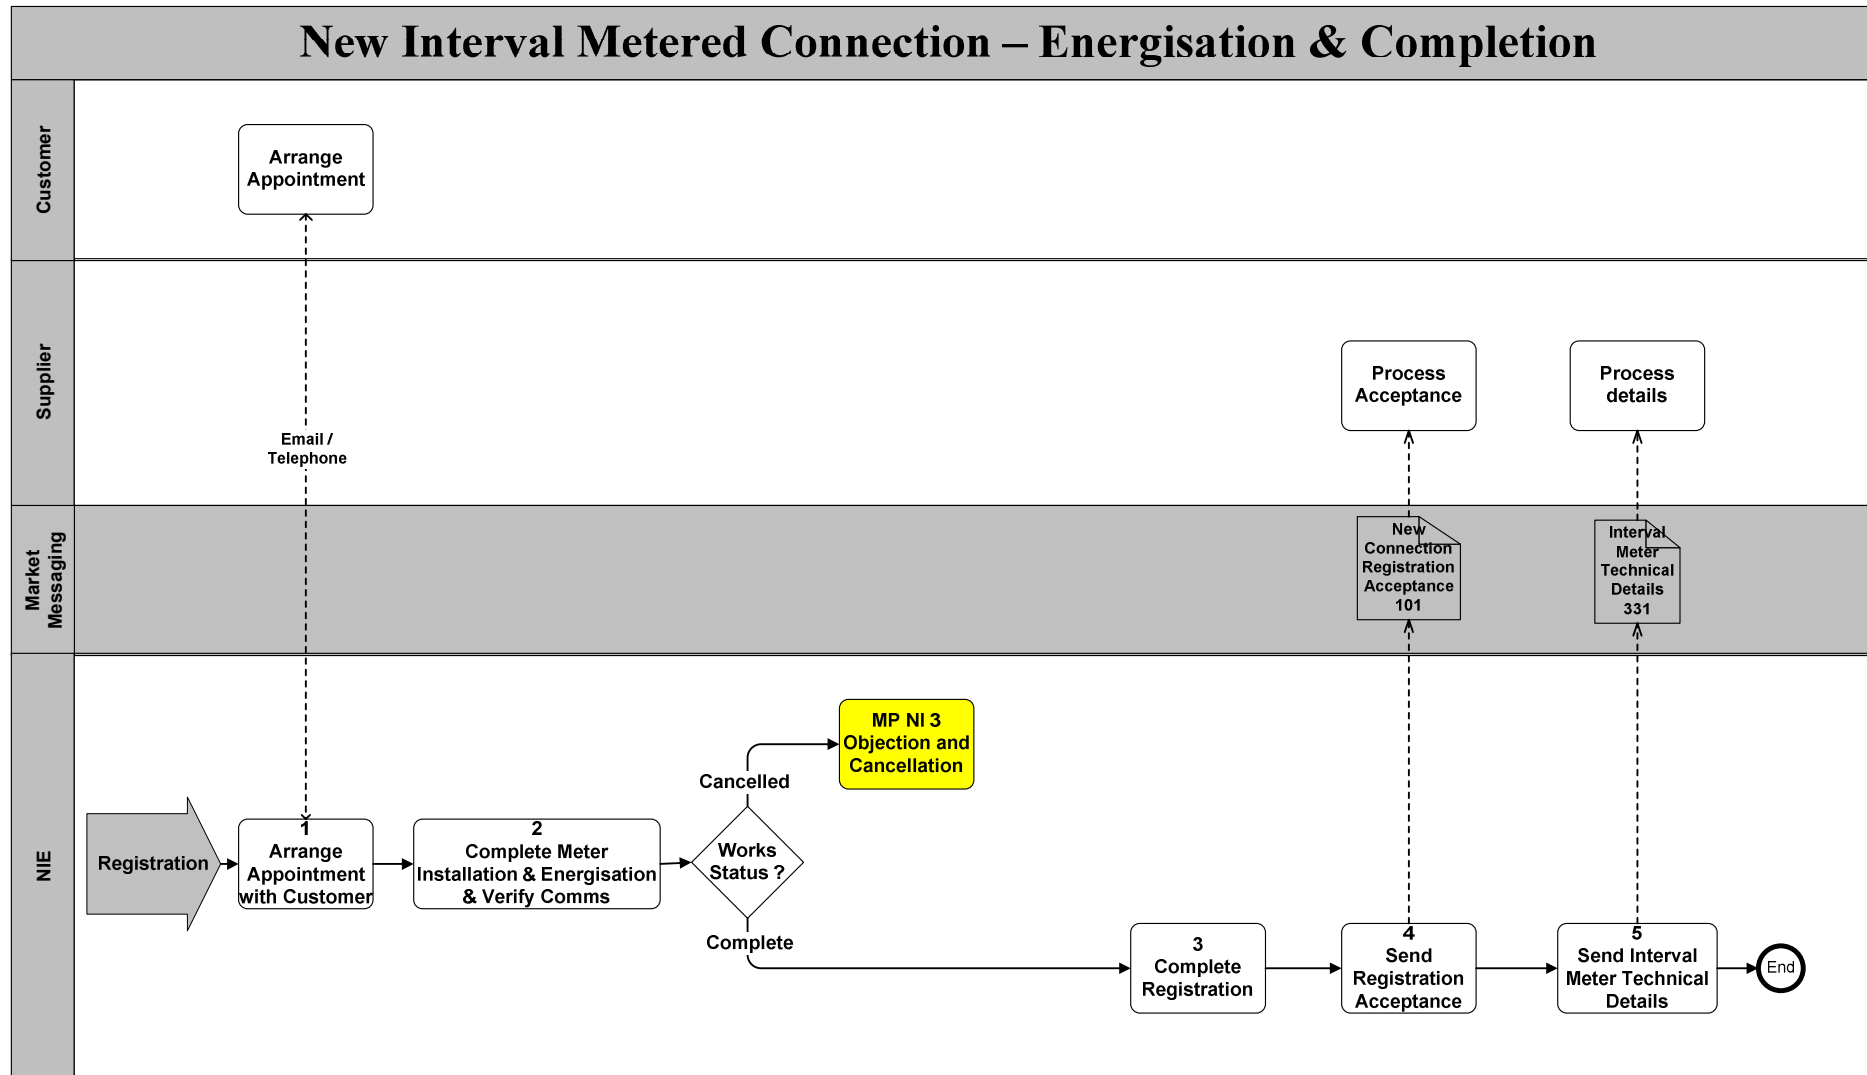 New Interval Metered Connection – Energisation & Completion
Customer
Arrange
Appointment
Supplier
Email /
Telephone
Process
Acceptance
Process
details
Market
Messaging
New
Connection
Registration
Acceptance
101
Interval
Meter
Technical
Details
331
NIE
Registration
1
Arrange
Appointment
with Customer
2
Complete Meter
Installation & Energisation
& Verify Comms
Works
Status ?
Cancelled
MP NI 3
Objection and
Cancellation
Complete
3
Complete
Registration
4
Send
Registration
Acceptance
5
Send Interval
Meter Technical
Details
End